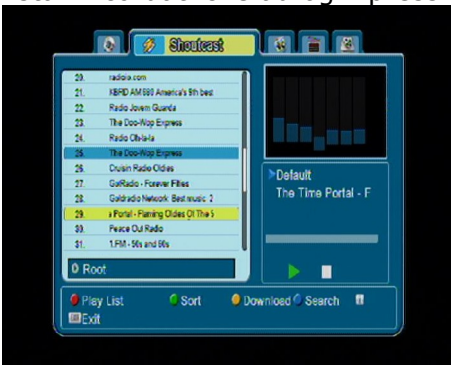 Shoutcast
20. radioio.com
21. KBRD AM 680 America's 5th best
22. Radio Jovem Guarda
23. The Doo-Wop Express
24. Radio Oh-la-la
25. The Doo-Wop Express
26. Cruisin Radio Oldies
27. GarRadio - Forever Fifties
28. Goldradio Network Best music 2
29. e Portal - Flaming Oldies Of The 5
30. Peace Out Radio
31. 1.FM - 50s and 60s
Default
The Time Portal - F
Root
Play List
Sort
Download
Search
Exit